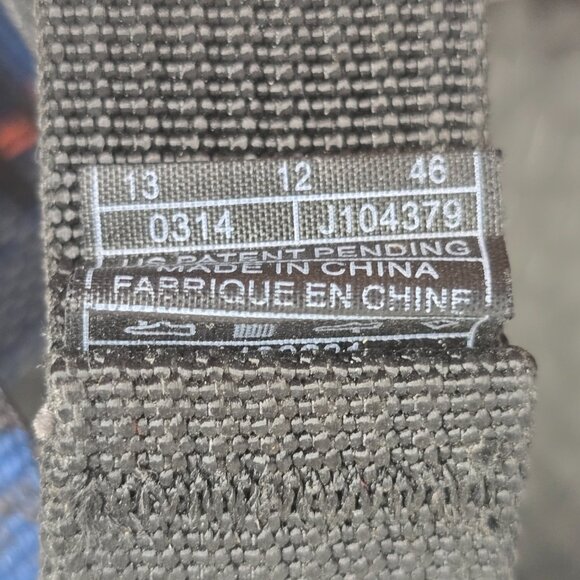 13 12 46
0314 J104379
US PATENT PENDING
MADE IN CHINA
FABRIQUE EN CHINE